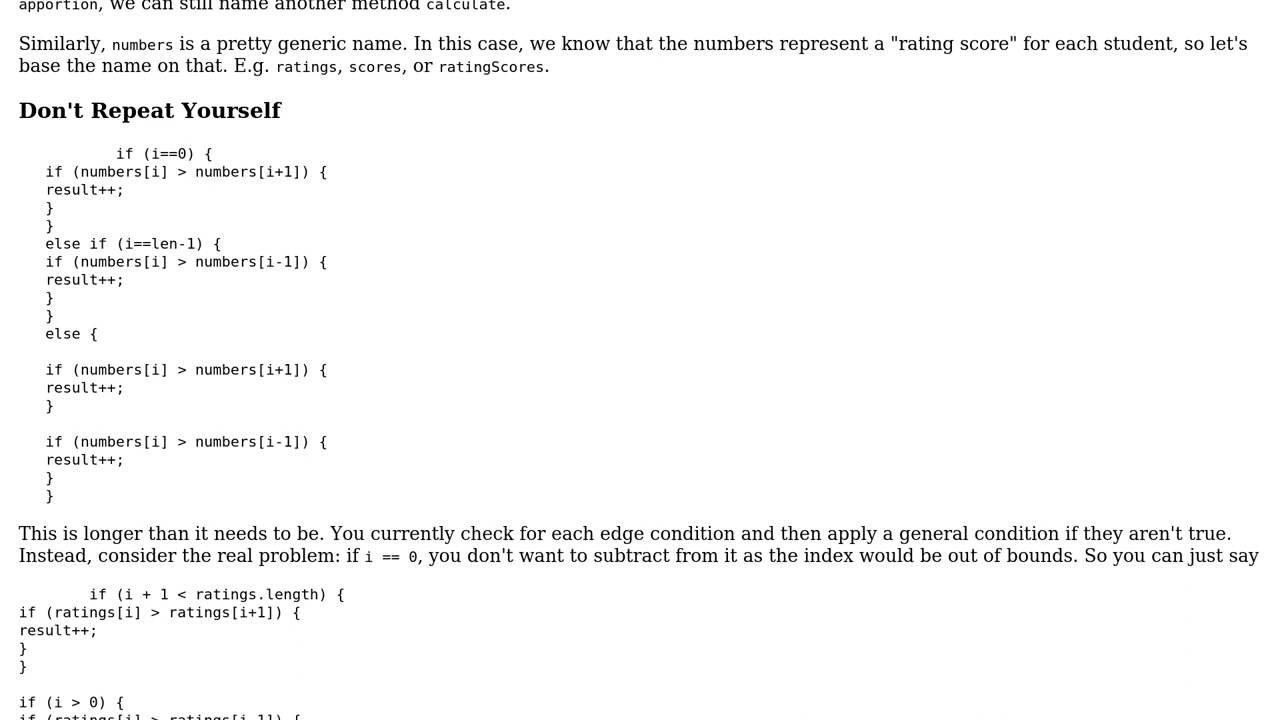 apportion, we can still name another method calculate.
Similarly, numbers is a pretty generic name. In this case, we know that the numbers represent a "rating score" for each student, so let's
base the name on that. E.g. ratings, scores, or ratingScores.
Don't Repeat Yourself
if (i==0) {
if (numbers[i] > numbers[i+1]) {
result++;
}
}
else if (i==len-1) {
if (numbers[i] > numbers[i-1]) {
result++;
}
}
else {
if (numbers[i] > numbers[i+1]) {
result++;
}
if (numbers[i] > numbers[i-1]) {
result++;
}
}
This is longer than it needs to be. You currently check for each edge condition and then apply a general condition if they aren't true.
Instead, consider the real problem: if i == 0, you don't want to subtract from it as the index would be out of bounds. So you can just say
if (i + 1 < ratings.length) {
if (ratings[i] > ratings[i+1]) {
result++;
}
}
if (i > 0) {
if (ratings[i] > ratings[i-1]) {